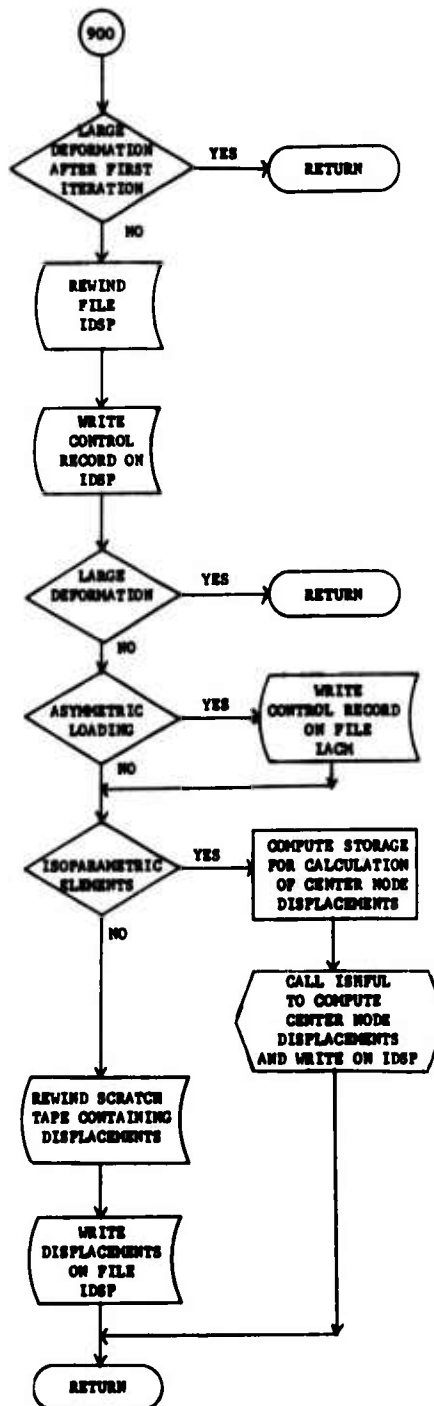 900
LARGE
DEFORMATION
AFTER FIRST
ITERATION
YES
RETURN
NO
REWIND
FILE
IDSP
WRITE
CONTROL
RECORD ON
IDSP
LARGE
DEFORMATION
YES
RETURN
NO
ASYMMETRIC
LOADING
YES
WRITE
CONTROL RECORD
ON FILE
IACM
NO
ISOPARAMETRIC
ELEMENTS
YES
COMPUTE STORAGE
FOR CALCULATION
OF CENTER NODE
DISPLACEMENTS
NO
CALL ISMFUL
TO COMPUTE
CENTER NODE
DISPLACEMENTS
AND WRITE ON IDSP
REWIND SCRATCH
TAPE CONTAINING
DISPLACEMENTS
WRITE
DISPLACEMENTS
ON FILE
IDSP
RETURN